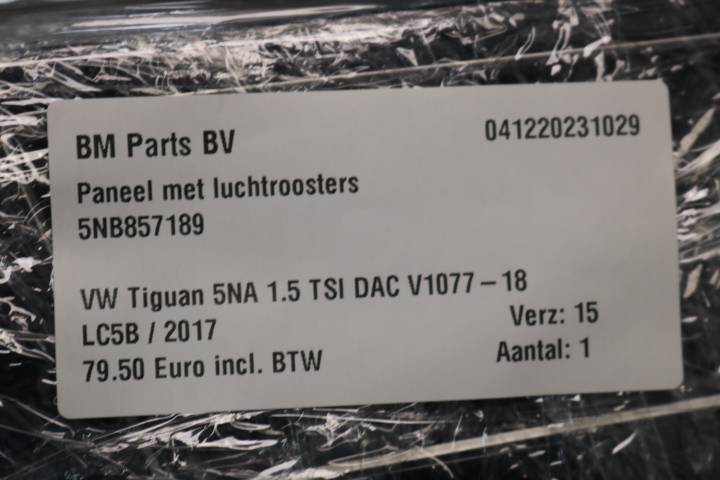 BM Parts BV 041220231029
Paneel met luchtroosters
5NB857189
VW Tiguan 5NA 1.5 TSI DAC V1077-18
LC5B / 2017 Verz: 15
79.50 Euro incl. BTW Aantal: 1